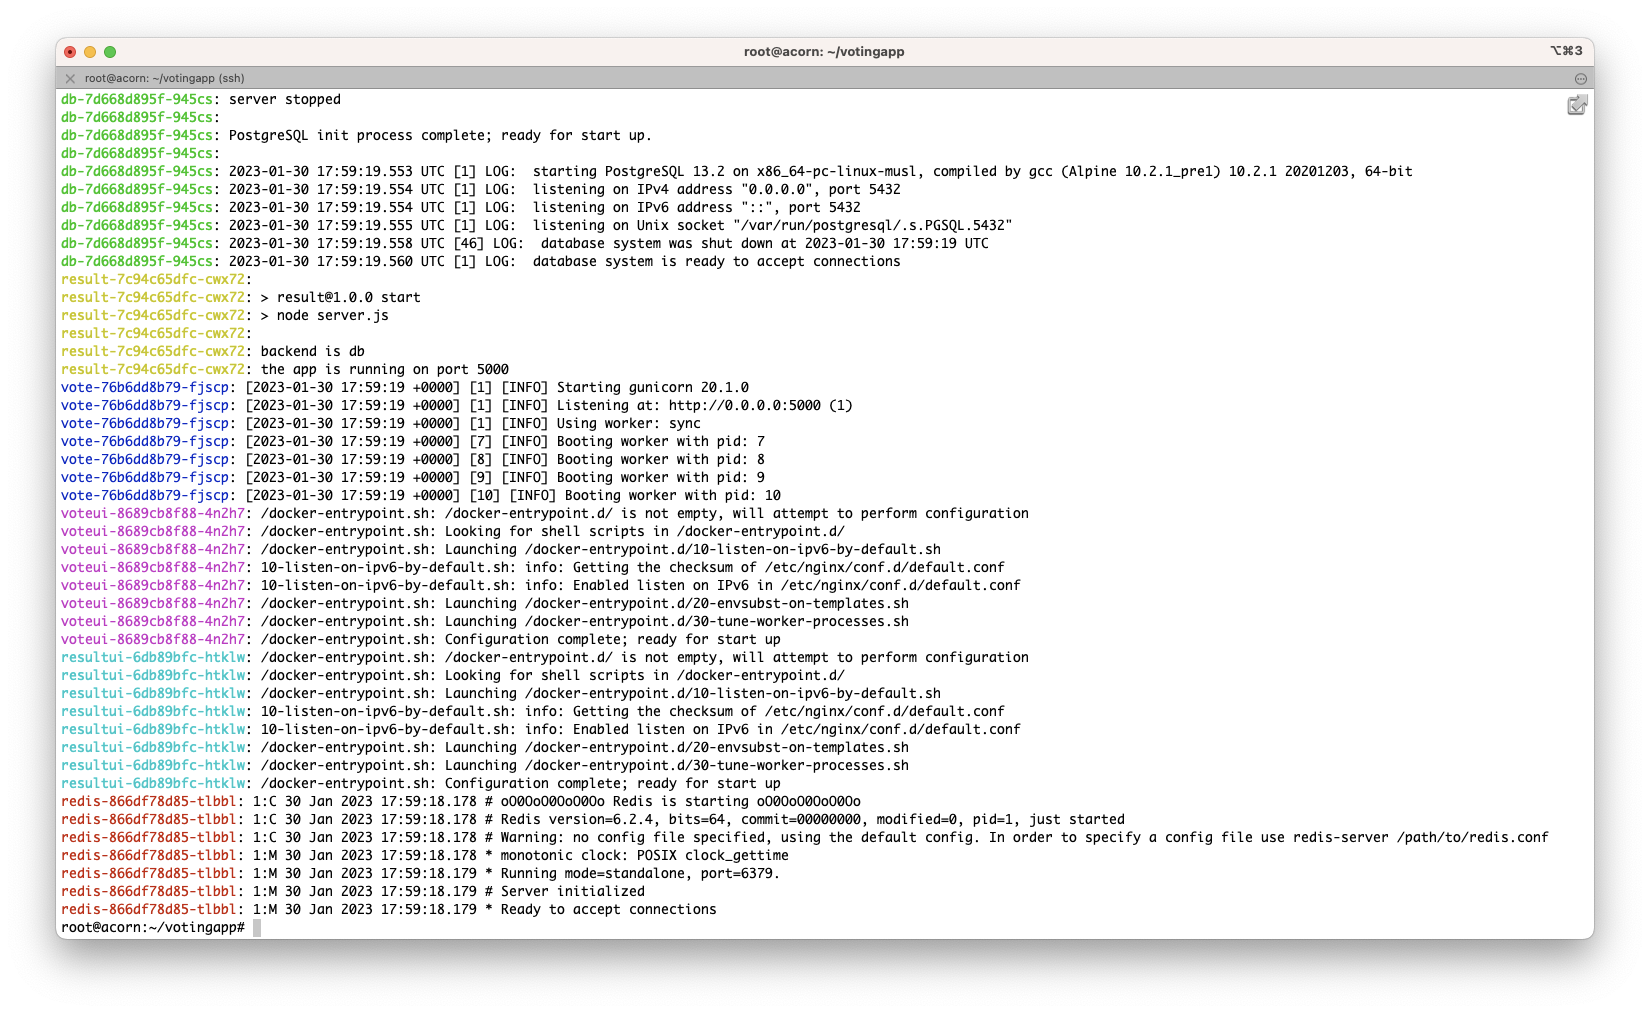 root@acorn: ~/votingapp
⌥⌘3
root@acorn: ~/votingapp (ssh)
db-7d668d895f-945cs: server stopped
db-7d668d895f-945cs:
db-7d668d895f-945cs: PostgreSQL init process complete; ready for start up.
db-7d668d895f-945cs:
db-7d668d895f-945cs: 2023-01-30 17:59:19.553 UTC [1] LOG:  starting PostgreSQL 13.2 on x86_64-pc-linux-musl, compiled by gcc (Alpine 10.2.1_pre1) 10.2.1 20201203, 64-bit
db-7d668d895f-945cs: 2023-01-30 17:59:19.554 UTC [1] LOG:  listening on IPv4 address "0.0.0.0", port 5432
db-7d668d895f-945cs: 2023-01-30 17:59:19.554 UTC [1] LOG:  listening on IPv6 address "::", port 5432
db-7d668d895f-945cs: 2023-01-30 17:59:19.555 UTC [1] LOG:  listening on Unix socket "/var/run/postgresql/.s.PGSQL.5432"
db-7d668d895f-945cs: 2023-01-30 17:59:19.558 UTC [46] LOG:  database system was shut down at 2023-01-30 17:59:19 UTC
db-7d668d895f-945cs: 2023-01-30 17:59:19.560 UTC [1] LOG:  database system is ready to accept connections
result-7c94c65dfc-cwx72:
result-7c94c65dfc-cwx72: > result@1.0.0 start
result-7c94c65dfc-cwx72: > node server.js
result-7c94c65dfc-cwx72:
result-7c94c65dfc-cwx72: backend is db
result-7c94c65dfc-cwx72: the app is running on port 5000
vote-76b6dd8b79-fjscp: [2023-01-30 17:59:19 +0000] [1] [INFO] Starting gunicorn 20.1.0
vote-76b6dd8b79-fjscp: [2023-01-30 17:59:19 +0000] [1] [INFO] Listening at: http://0.0.0.0:5000 (1)
vote-76b6dd8b79-fjscp: [2023-01-30 17:59:19 +0000] [1] [INFO] Using worker: sync
vote-76b6dd8b79-fjscp: [2023-01-30 17:59:19 +0000] [7] [INFO] Booting worker with pid: 7
vote-76b6dd8b79-fjscp: [2023-01-30 17:59:19 +0000] [8] [INFO] Booting worker with pid: 8
vote-76b6dd8b79-fjscp: [2023-01-30 17:59:19 +0000] [9] [INFO] Booting worker with pid: 9
vote-76b6dd8b79-fjscp: [2023-01-30 17:59:19 +0000] [10] [INFO] Booting worker with pid: 10
voteui-8689cb8f88-4n2h7: /docker-entrypoint.sh: /docker-entrypoint.d/ is not empty, will attempt to perform configuration
voteui-8689cb8f88-4n2h7: /docker-entrypoint.sh: Looking for shell scripts in /docker-entrypoint.d/
voteui-8689cb8f88-4n2h7: /docker-entrypoint.sh: Launching /docker-entrypoint.d/10-listen-on-ipv6-by-default.sh
voteui-8689cb8f88-4n2h7: 10-listen-on-ipv6-by-default.sh: info: Getting the checksum of /etc/nginx/conf.d/default.conf
voteui-8689cb8f88-4n2h7: 10-listen-on-ipv6-by-default.sh: info: Enabled listen on IPv6 in /etc/nginx/conf.d/default.conf
voteui-8689cb8f88-4n2h7: /docker-entrypoint.sh: Launching /docker-entrypoint.d/20-envsubst-on-templates.sh
voteui-8689cb8f88-4n2h7: /docker-entrypoint.sh: Launching /docker-entrypoint.d/30-tune-worker-processes.sh
voteui-8689cb8f88-4n2h7: /docker-entrypoint.sh: Configuration complete; ready for start up
resultui-6db89bfc-htklw: /docker-entrypoint.sh: /docker-entrypoint.d/ is not empty, will attempt to perform configuration
resultui-6db89bfc-htklw: /docker-entrypoint.sh: Looking for shell scripts in /docker-entrypoint.d/
resultui-6db89bfc-htklw: /docker-entrypoint.sh: Launching /docker-entrypoint.d/10-listen-on-ipv6-by-default.sh
resultui-6db89bfc-htklw: 10-listen-on-ipv6-by-default.sh: info: Getting the checksum of /etc/nginx/conf.d/default.conf
resultui-6db89bfc-htklw: 10-listen-on-ipv6-by-default.sh: info: Enabled listen on IPv6 in /etc/nginx/conf.d/default.conf
resultui-6db89bfc-htklw: /docker-entrypoint.sh: Launching /docker-entrypoint.d/20-envsubst-on-templates.sh
resultui-6db89bfc-htklw: /docker-entrypoint.sh: Launching /docker-entrypoint.d/30-tune-worker-processes.sh
resultui-6db89bfc-htklw: /docker-entrypoint.sh: Configuration complete; ready for start up
redis-866df78d85-tlbbl: 1:C 30 Jan 2023 17:59:18.178 # oO0OoO0OoO0Oo Redis is starting oO0OoO0OoO0Oo
redis-866df78d85-tlbbl: 1:C 30 Jan 2023 17:59:18.178 # Redis version=6.2.4, bits=64, commit=00000000, modified=0, pid=1, just started
redis-866df78d85-tlbbl: 1:C 30 Jan 2023 17:59:18.178 # Warning: no config file specified, using the default config. In order to specify a config file use redis-server /path/to/redis.conf
redis-866df78d85-tlbbl: 1:M 30 Jan 2023 17:59:18.178 * monotonic clock: POSIX clock_gettime
redis-866df78d85-tlbbl: 1:M 30 Jan 2023 17:59:18.179 * Running mode=standalone, port=6379.
redis-866df78d85-tlbbl: 1:M 30 Jan 2023 17:59:18.179 # Server initialized
redis-866df78d85-tlbbl: 1:M 30 Jan 2023 17:59:18.179 * Ready to accept connections
root@acorn:~/votingapp#